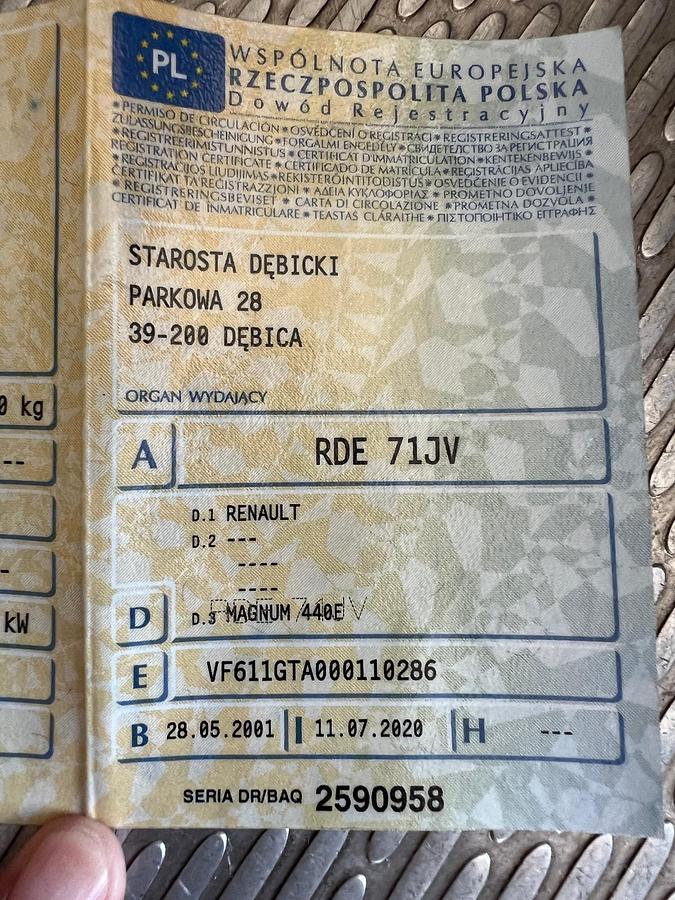 PL
WSPÓLNOTA EUROPEJSKA
RZECZPOSPOLITA POLSKA
Dowód Rejestracyjny
*PERMISO DE CIRCULACIÓN*OSVĚDČENÍ O REGISTRACI*REGISTRERINGSATTEST*
ZULASSUNGSBESCHEINIGUNG*FORGALMI ENGEDÉLY*СВИДЕТЕЛСТВО ЗА РЕГИСТРАЦИЯ
*REGISTREERIMISTUNNISTUS*CERTIFICAT D'IMMATRICULATION*KENTEKENBEWIJS*
REGISTRATION CERTIFICATE*CERTIFICADO DE MATRÍCULA*REGISTRĀCIJAS APLIECĪBA
*REGISTRACIJOS LIUDIJIMAS*REKISTERÖINTITODISTUS*OSVEDČENIE O EVIDENCII*
ĊERTIFIKAT TA' REĠISTRAZZJONI*ΑΔΕΙΑ ΚΥΚΛΟΦΟΡΙΑΣ*PROMETNO DOVOLJENJE
*REGISTRERINGSBEVISET*CARTA DI CIRCOLAZIONE*PROMETNA DOZVOLA*
CERTIFICAT DE ÎNMATRICULARE*TEASTAS CLÁRAITHE*ΠΙΣΤΟΠΟΙΗΤΙΚΟ ΕΓΓΡΑΦΗΣ
STAROSTA DĘBICKI
PARKOWA 28
39-200 DĘBICA
ORGAN WYDAJĄCY
0 kg
A RDE 71JV
--
D.1 RENAULT
D.2 ---
----
----
-
D D.3 MAGNUM 440E
kW
E VF611GTA000110286
B 28.05.2001 I 11.07.2020 H ---
SERIA DR/BAQ 2590958